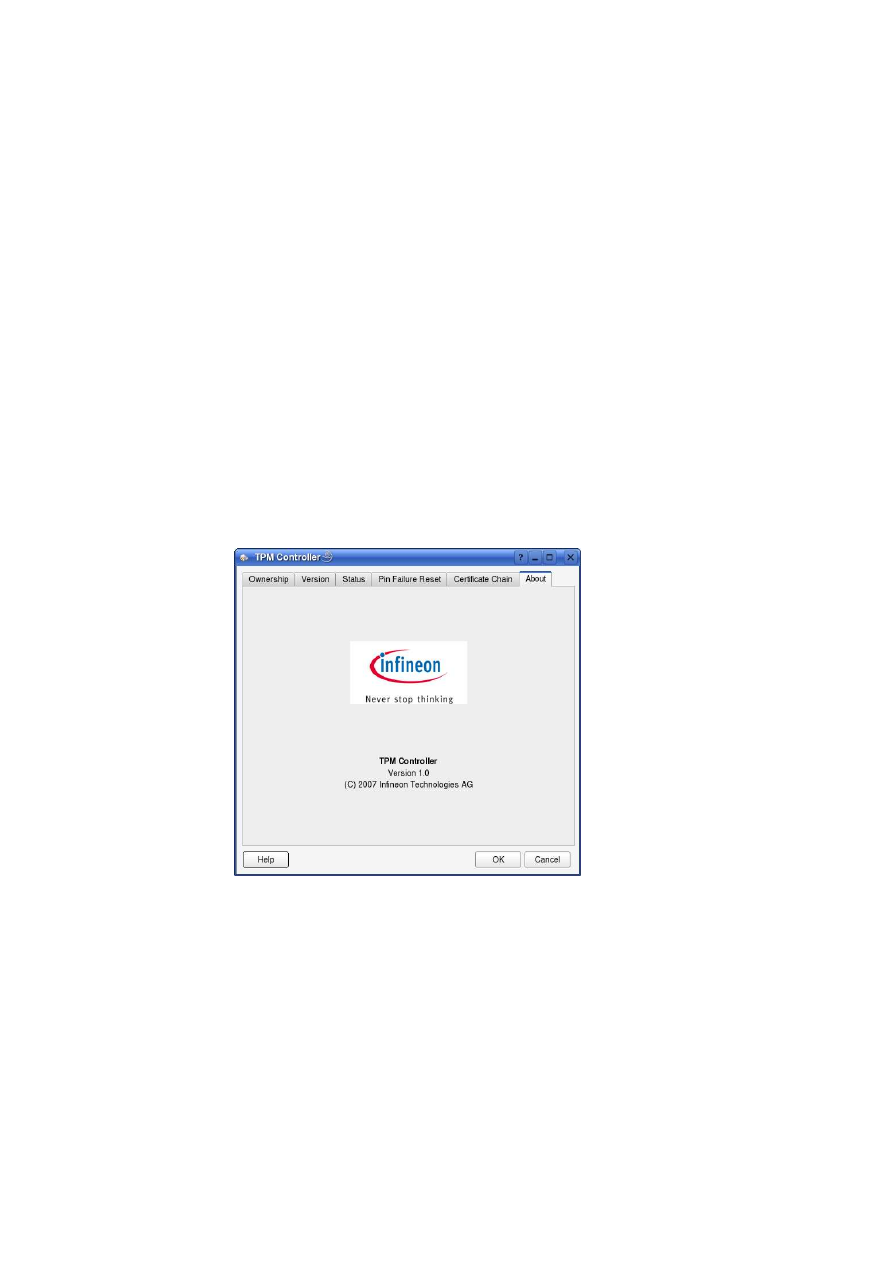 TPM Controller
Ownership Version Status Pin Failure Reset Certificate Chain About
infineon
Never stop thinking
TPM Controller
Version 1.0
(C) 2007 Infineon Technologies AG
Help OK Cancel